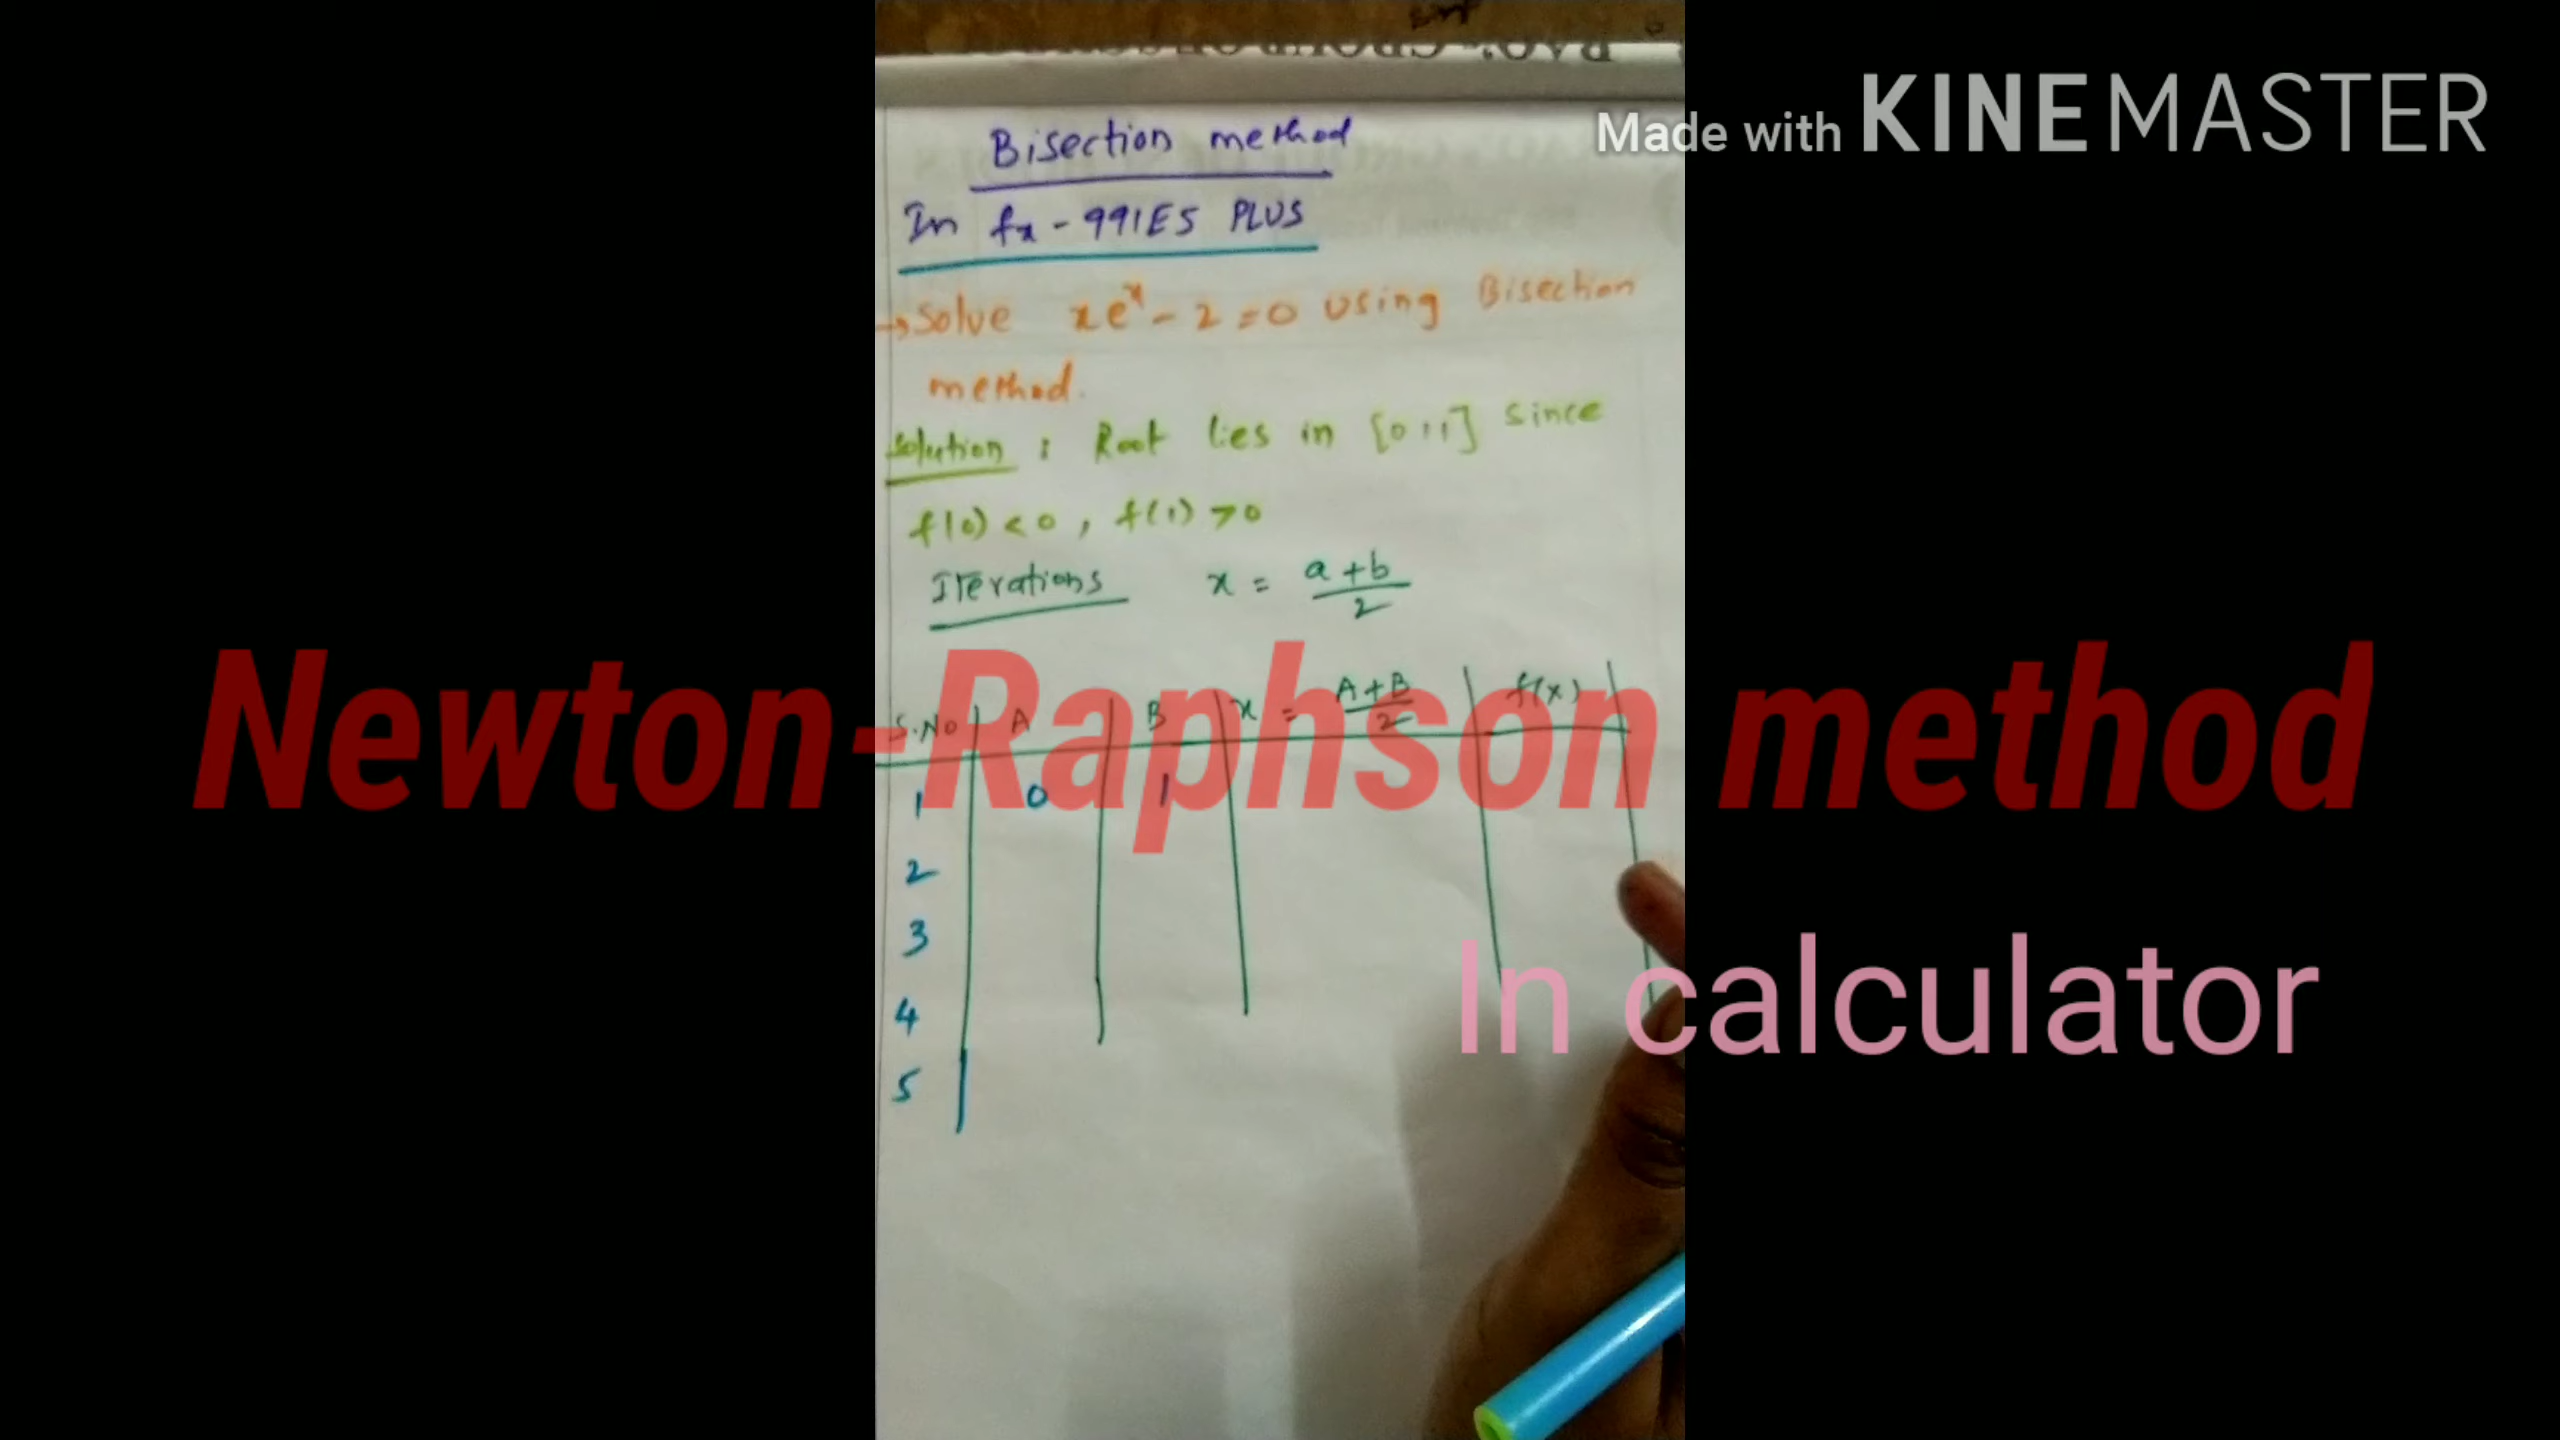 Made with KINEMASTER
Bisection method
In fx-991ES PLUS
→ Solve xeˣ - 2 = 0 using Bisection
method.
Solution : Root lies in [0,1] since
f(0) < 0 , f(1) > 0
Iterations x = a+b/2
Newton-Raphson method
S.No A B x = A+B/2 f(x)
1 0 1
2
3
In calculator
4
5